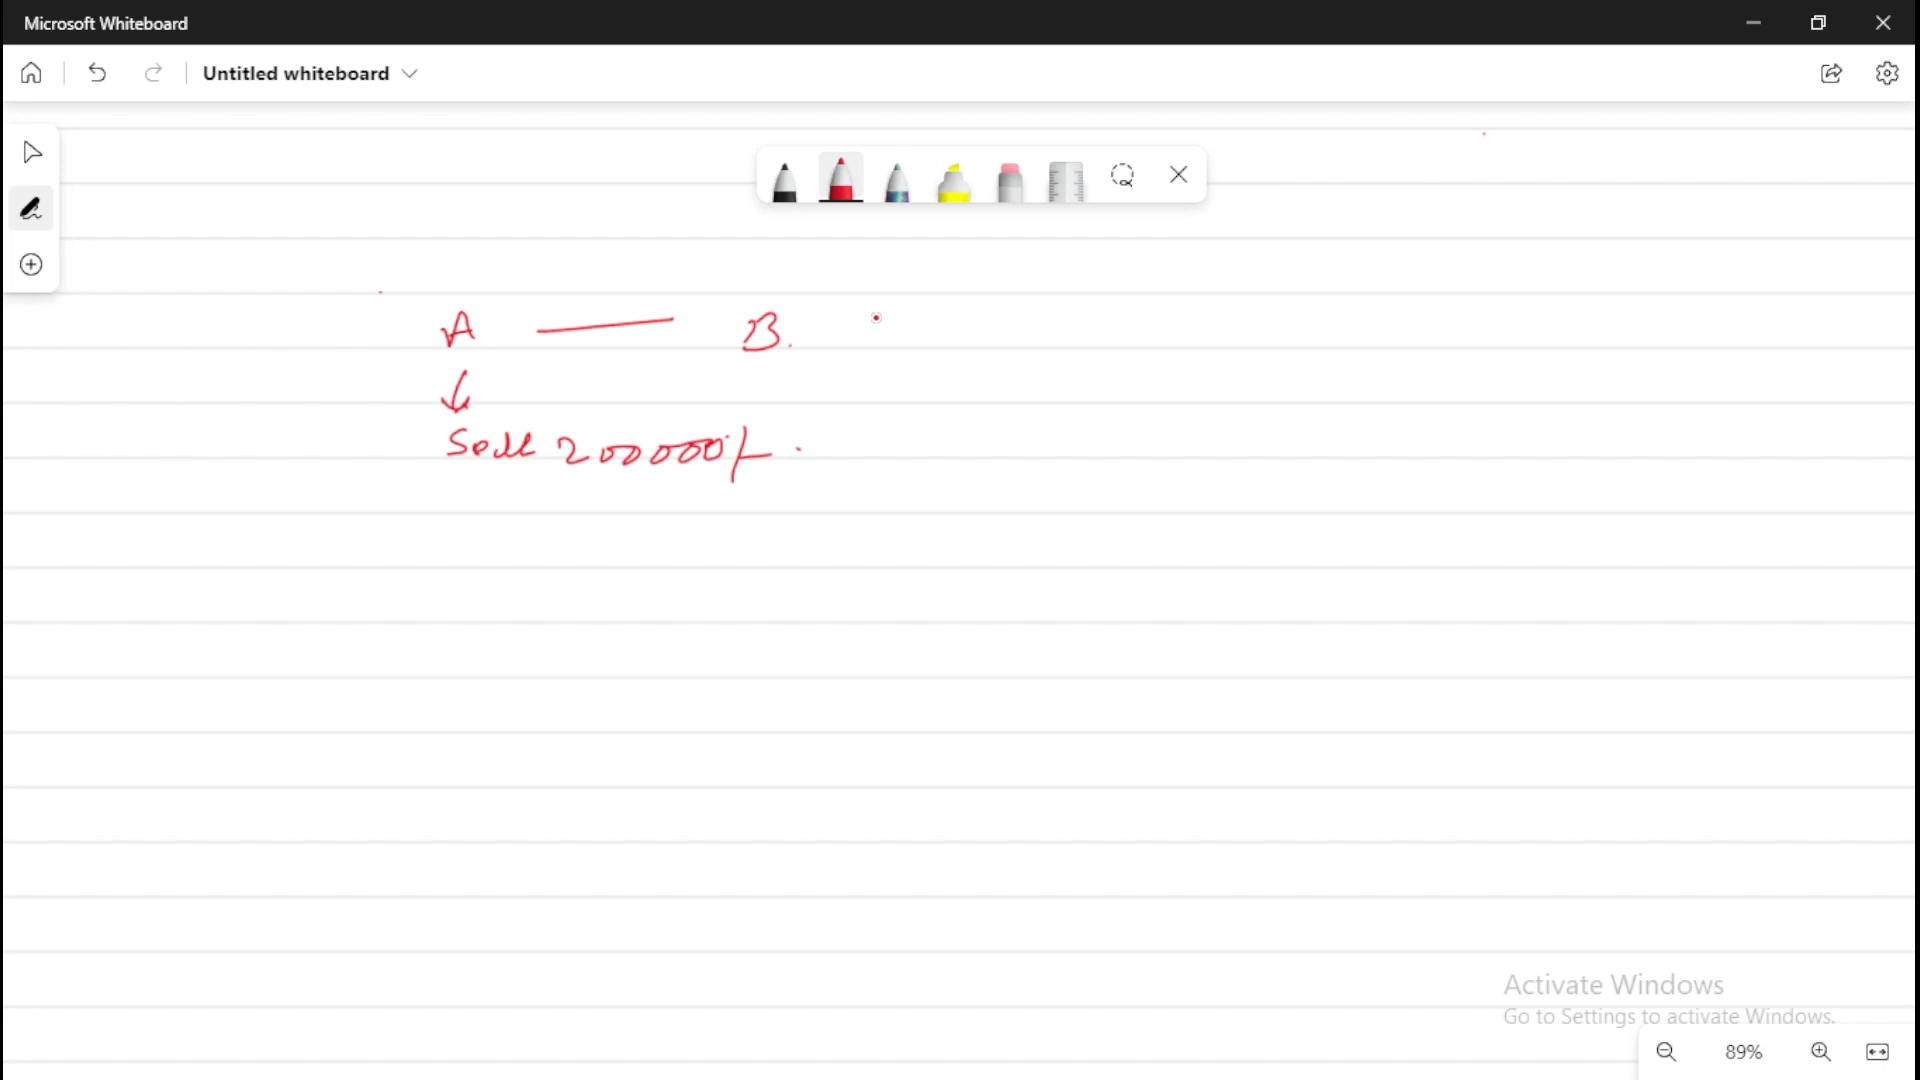 Microsoft Whiteboard
Untitled whiteboard
A — B.
↓
Sell 200000/-.
Activate Windows
Go to Settings to activate Windows.
89%